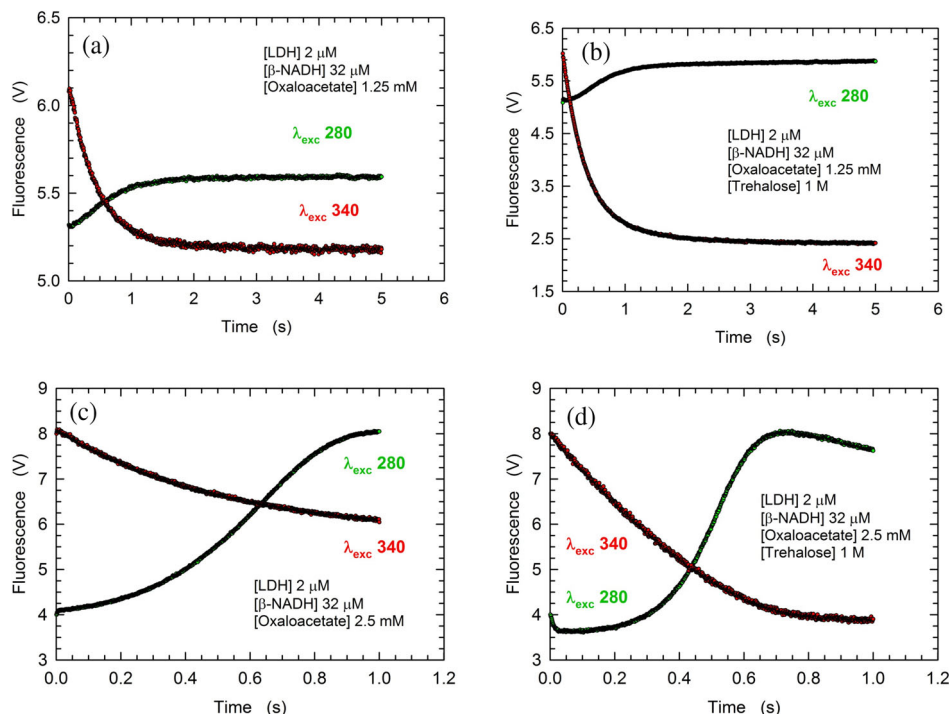 (a)
[LDH] 2 μM
[β-NADH] 32 μM
[Oxaloacetate] 1.25 mM
λexc 280
λexc 340
Fluorescence (V)
6.5
6.0
5.5
5.0
0 1 2 3 4 5 6
Time (s)
(b)
λexc 280
[LDH] 2 μM
[β-NADH] 32 μM
[Oxaloacetate] 1.25 mM
[Trehalose] 1 M
λexc 340
Fluorescence (V)
6.5
5.5
4.5
3.5
2.5
1.5
0 1 2 3 4 5 6
Time (s)
(c)
λexc 280
λexc 340
[LDH] 2 μM
[β-NADH] 32 μM
[Oxaloacetate] 2.5 mM
Fluorescence (V)
9
8
7
6
5
4
3
0.0 0.2 0.4 0.6 0.8 1.0 1.2
Time (s)
(d)
[LDH] 2 μM
[β-NADH] 32 μM
[Oxaloacetate] 2.5 mM
[Trehalose] 1 M
λexc 340
λexc 280
Fluorescence (V)
9
8
7
6
5
4
3
0.0 0.2 0.4 0.6 0.8 1.0 1.2
Time (s)